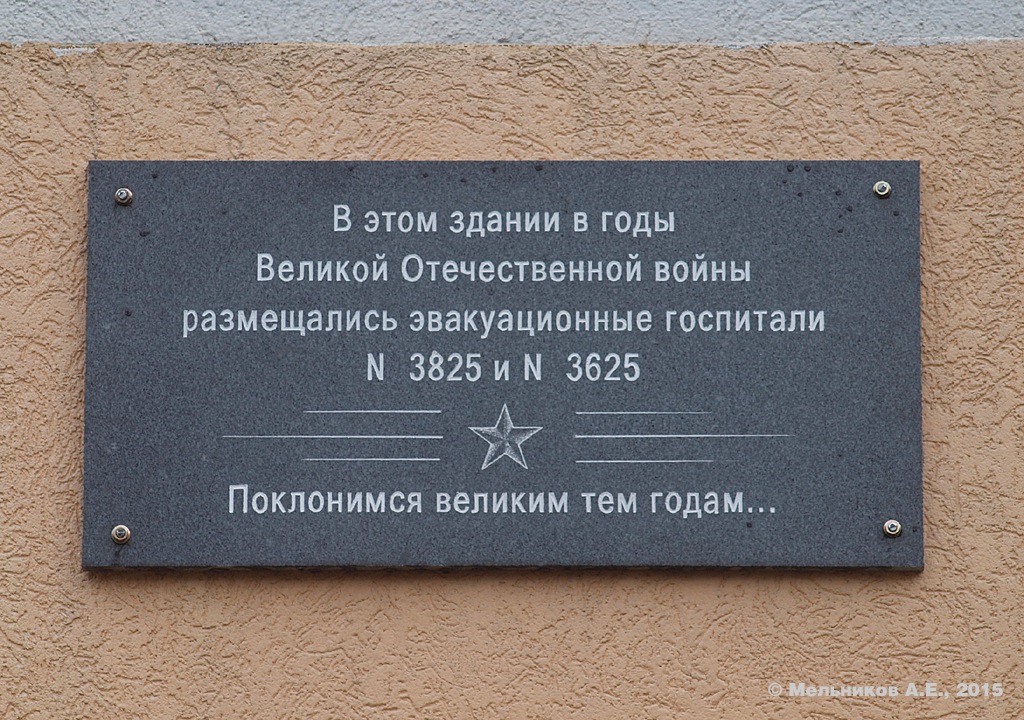 В этом здании в годы
Великой Отечественной войны
размещались эвакуационные госпитали
N 3825 и N 3625
Поклонимся великим тем годам...
© Мельников А.Е., 2015